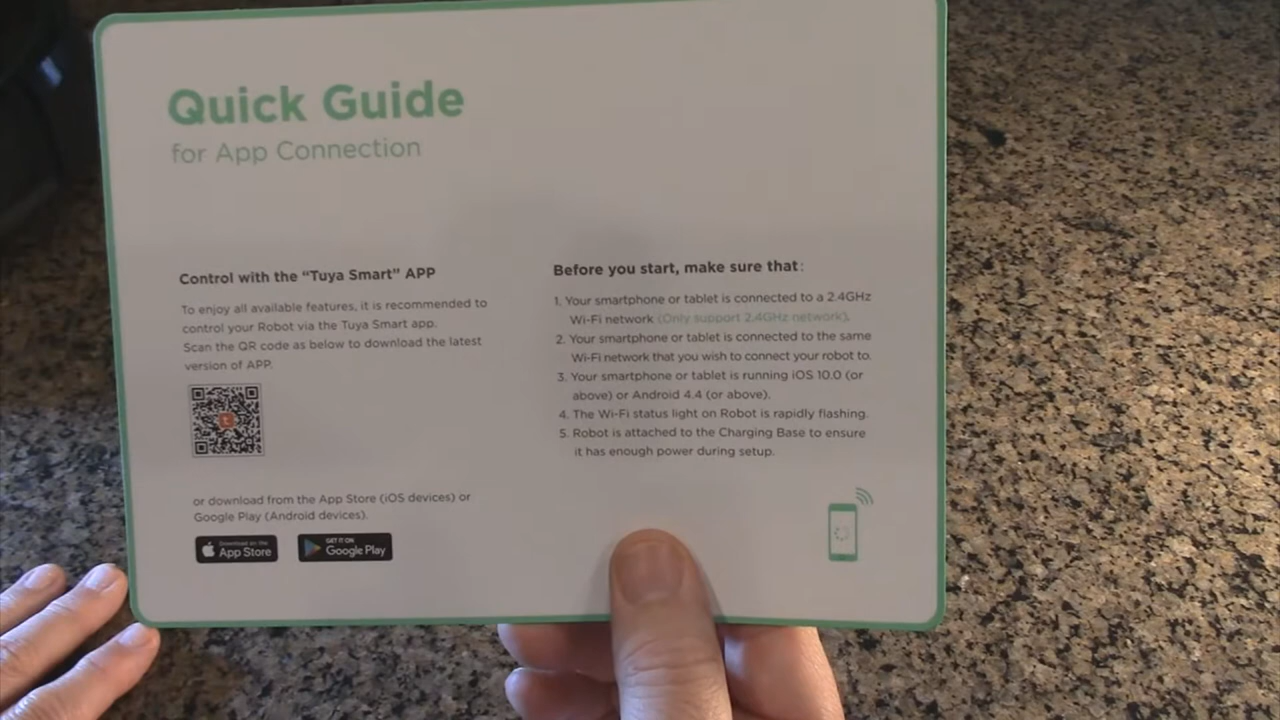 Quick Guide
for App Connection
Control with the “Tuya Smart” APP
To enjoy all available features, it is recommended to
control your Robot via the Tuya Smart app.
Scan the QR code as below to download the latest
version of APP.
or download from the App Store (iOS devices) or
Google Play (Android devices).
Download on the
App Store
GET IT ON
Google Play
Before you start, make sure that:
1. Your smartphone or tablet is connected to a 2.4GHz
Wi-Fi network (Only support 2.4GHz network).
2. Your smartphone or tablet is connected to the same
Wi-Fi network that you wish to connect your robot to.
3. Your smartphone or tablet is running iOS 10.0 (or
above) or Android 4.4 (or above).
4. The Wi-Fi status light on Robot is rapidly flashing.
5. Robot is attached to the Charging Base to ensure
it has enough power during setup.